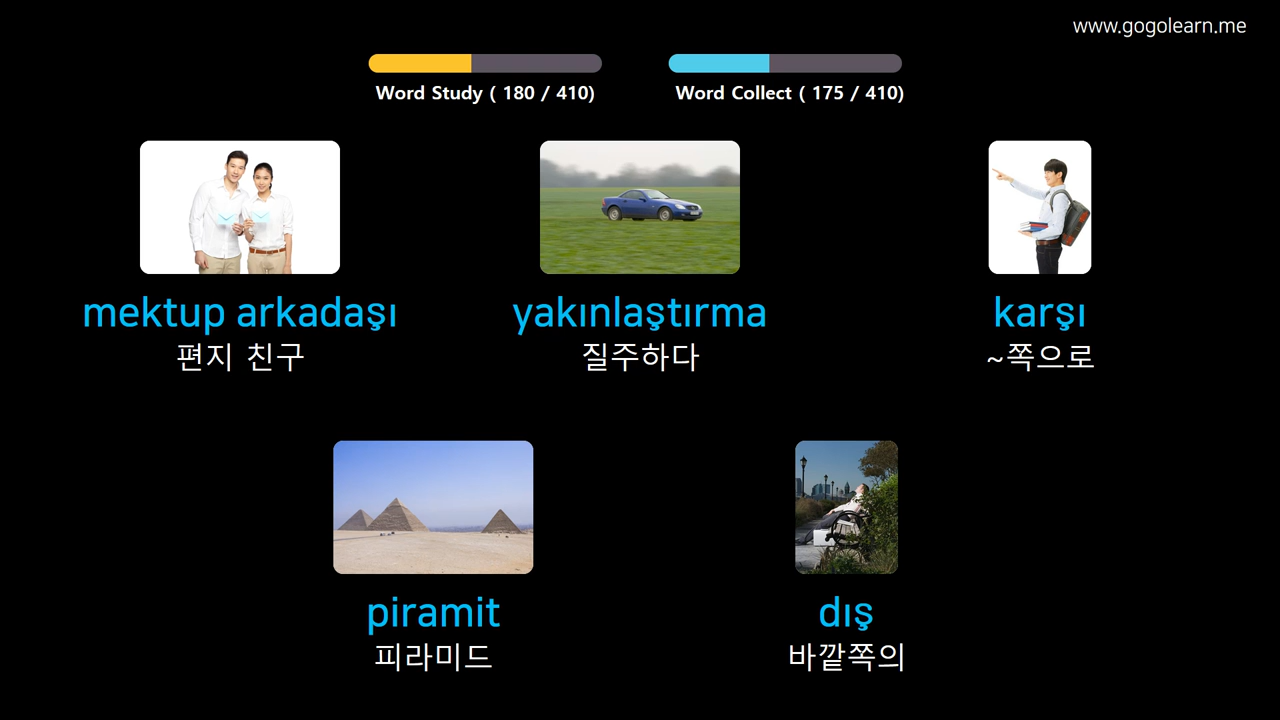 www.gogolearn.me
Word Study ( 180 / 410)
Word Collect ( 175 / 410)
mektup arkadaşı
편지 친구
yakınlaştırma
질주하다
karşı
~쪽으로
piramit
피라미드
dış
바깥쪽의